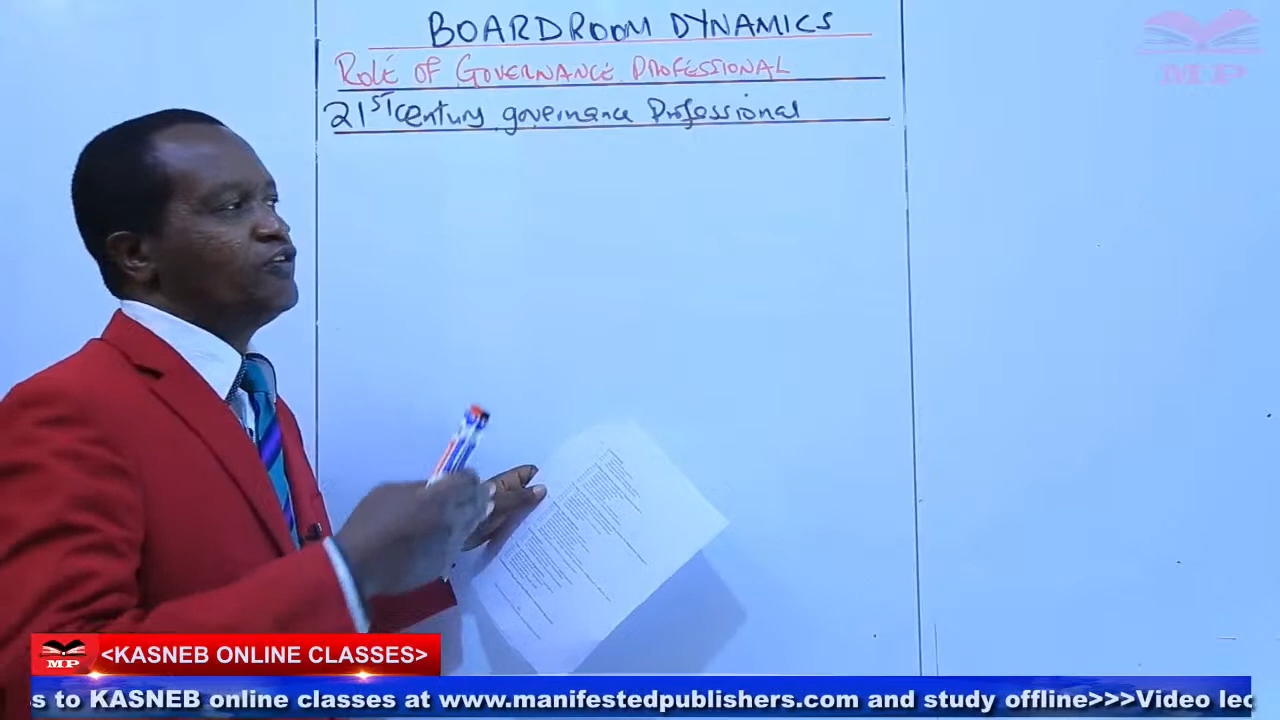 BOARDROOM DYNAMICS
ROLE OF GOVERNANCE PROFESSIONAL
21ST century governance Professional
MP
MP
<KASNEB ONLINE CLASSES>
s to KASNEB online classes at www.manifestedpublishers.com and study offline>>>Video lec